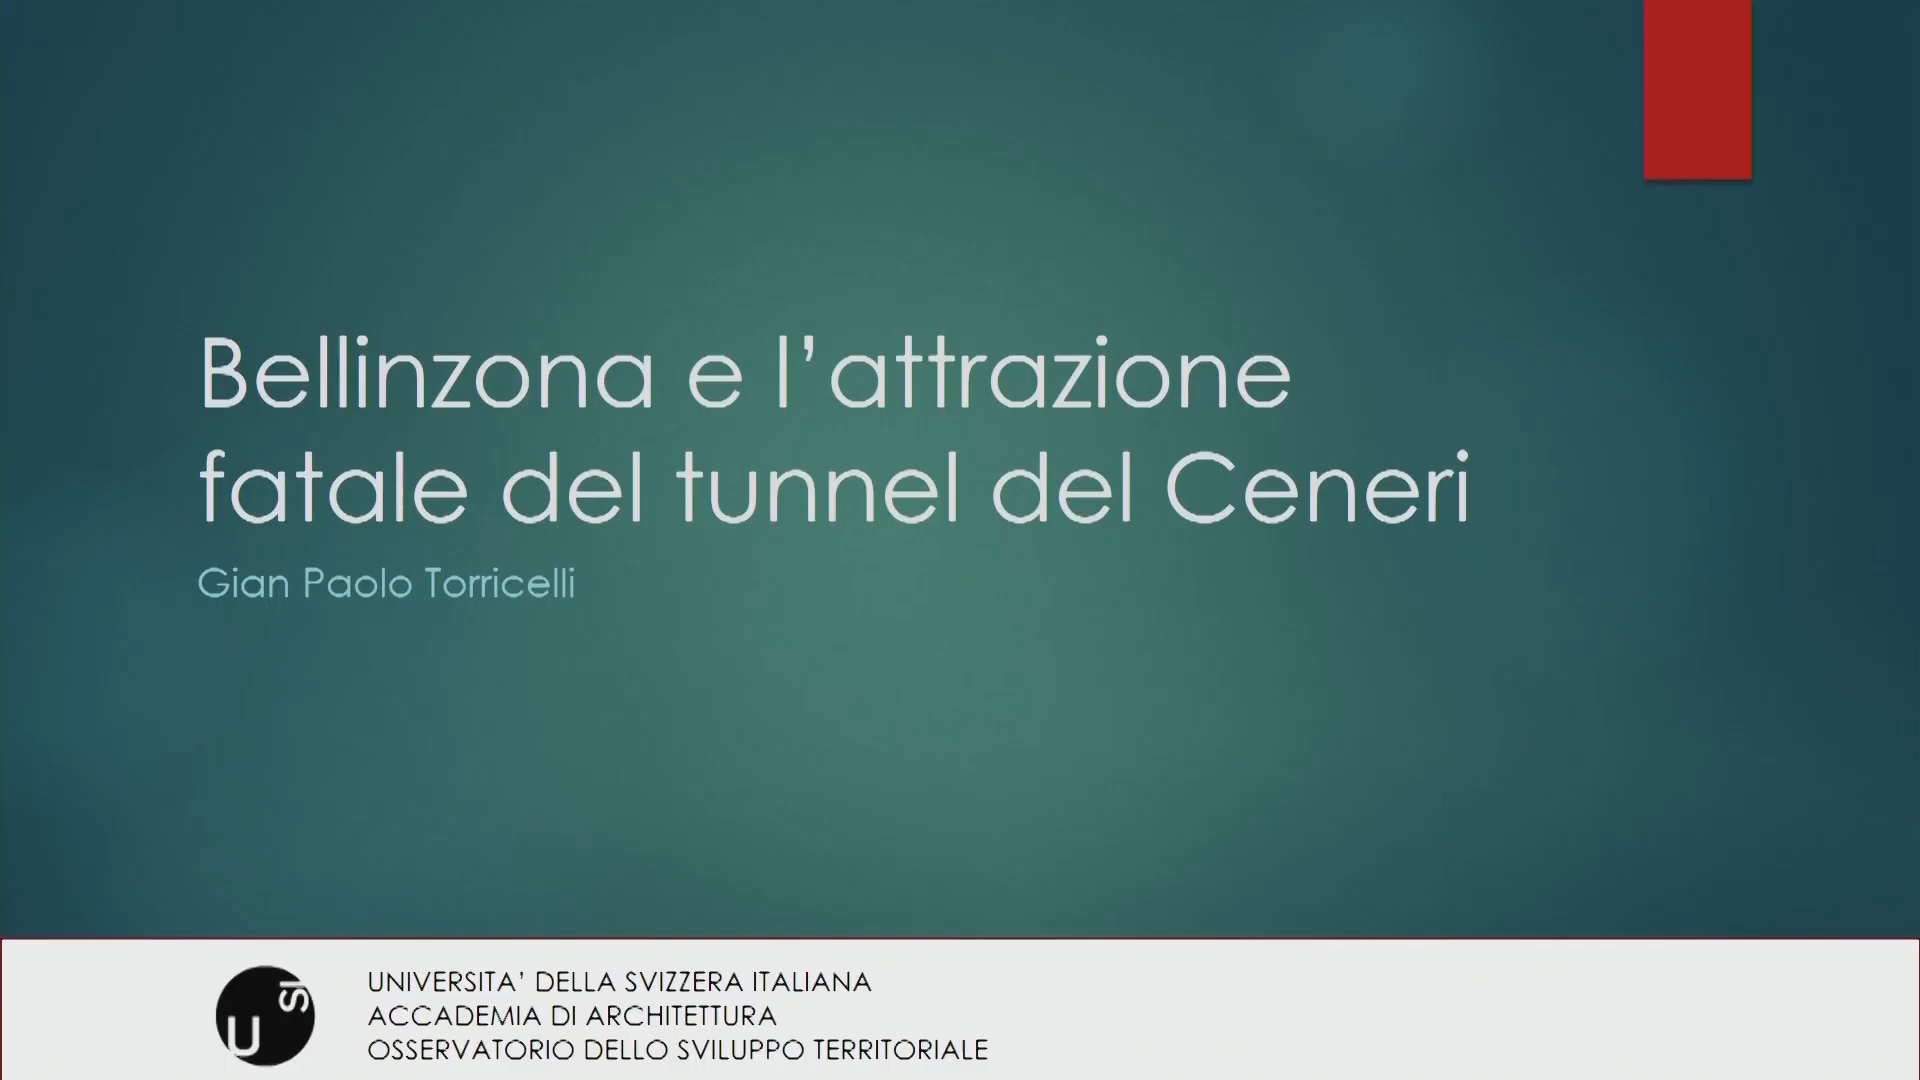 Bellinzona e l’attrazione
fatale del tunnel del Ceneri
Gian Paolo Torricelli
U SI
UNIVERSITA’ DELLA SVIZZERA ITALIANA
ACCADEMIA DI ARCHITETTURA
OSSERVATORIO DELLO SVILUPPO TERRITORIALE